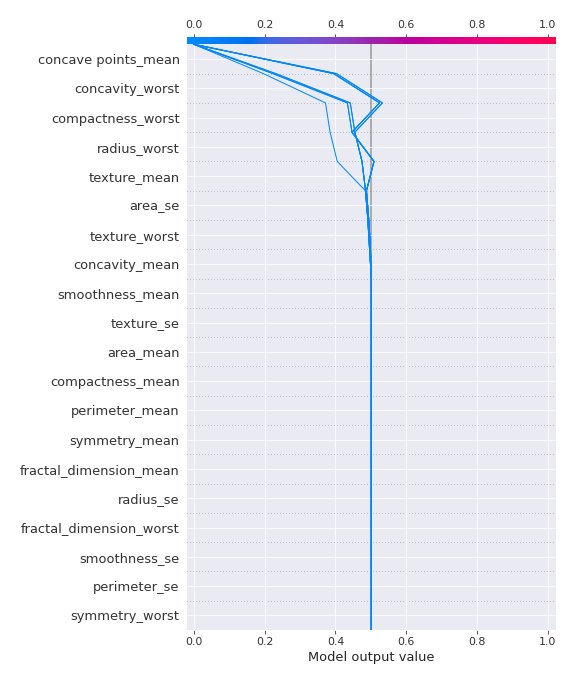 0.0 0.2 0.4 0.6 0.8 1.0
concave points_mean
concavity_worst
compactness_worst
radius_worst
texture_mean
area_se
texture_worst
concavity_mean
smoothness_mean
texture_se
area_mean
compactness_mean
perimeter_mean
symmetry_mean
fractal_dimension_mean
radius_se
fractal_dimension_worst
smoothness_se
perimeter_se
symmetry_worst
0.0 0.2 0.4 0.6 0.8 1.0
Model output value